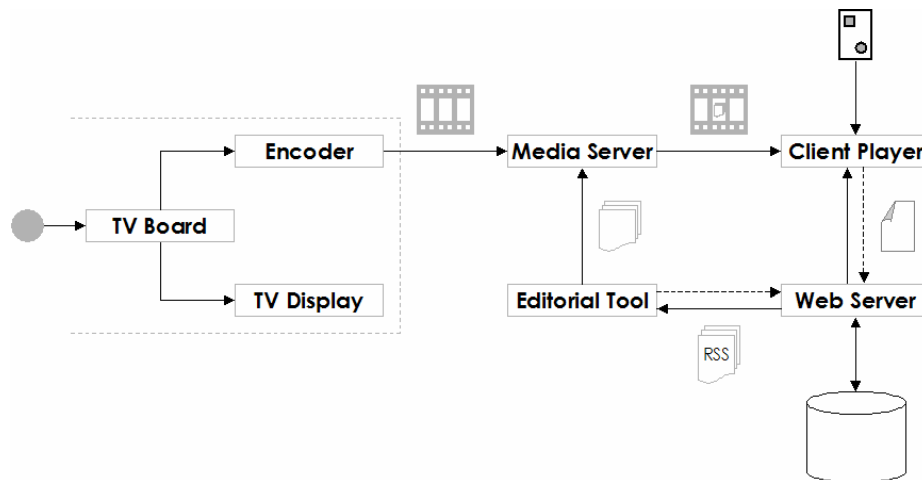 Encoder
Media Server
Client Player
TV Board
TV Display
Editorial Tool
Web Server
RSS